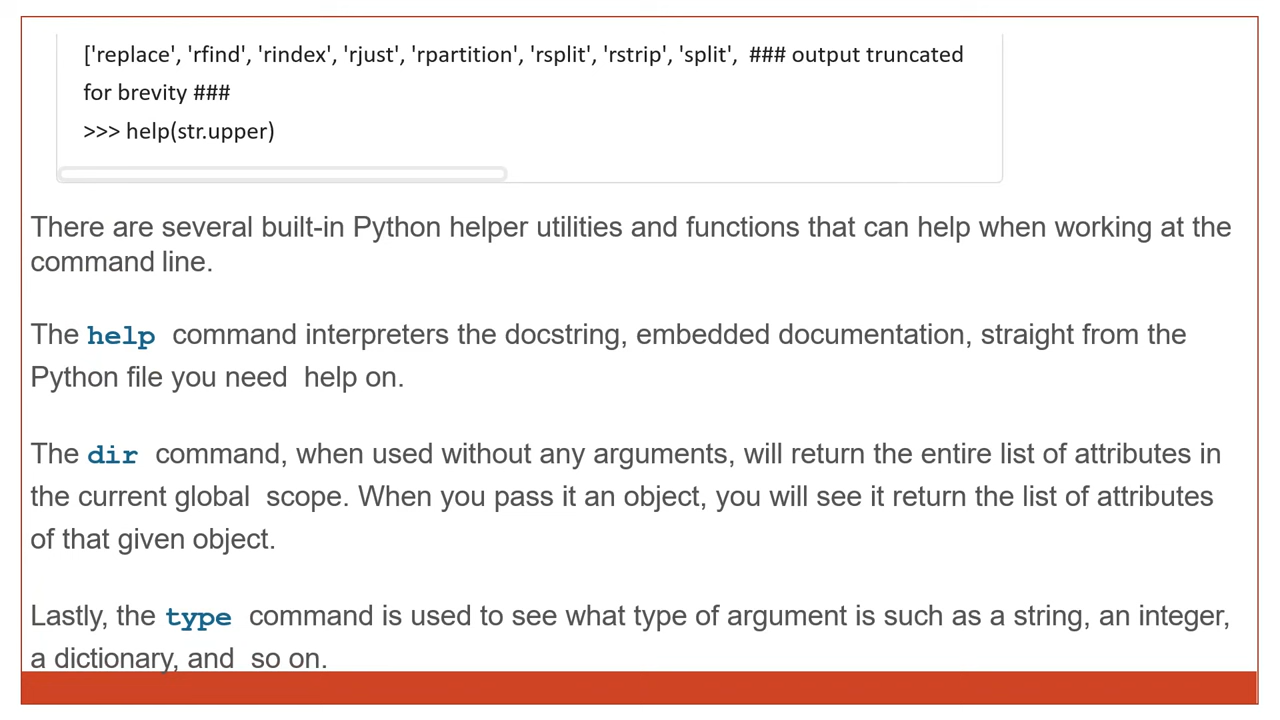 ['replace', 'rfind', 'rindex', 'rjust', 'rpartition', 'rsplit', 'rstrip', 'split',  ### output truncated
for brevity ###
>>> help(str.upper)
There are several built-in Python helper utilities and functions that can help when working at the
command line.
The help command interpreters the docstring, embedded documentation, straight from the
Python file you need help on.
The dir command, when used without any arguments, will return the entire list of attributes in
the current global scope. When you pass it an object, you will see it return the list of attributes
of that given object.
Lastly, the type command is used to see what type of argument is such as a string, an integer,
a dictionary, and so on.